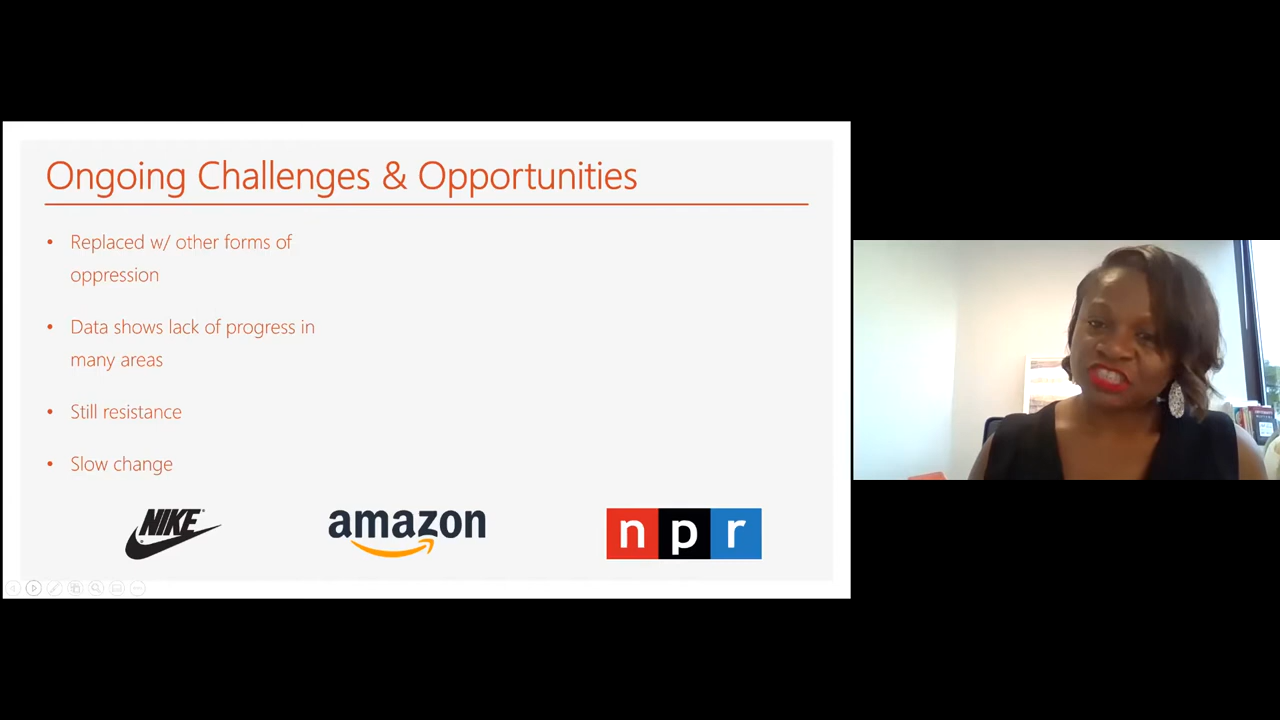 Ongoing Challenges & Opportunities
• Replaced w/ other forms of
oppression
• Data shows lack of progress in
many areas
• Still resistance
• Slow change
NIKE
amazon
npr